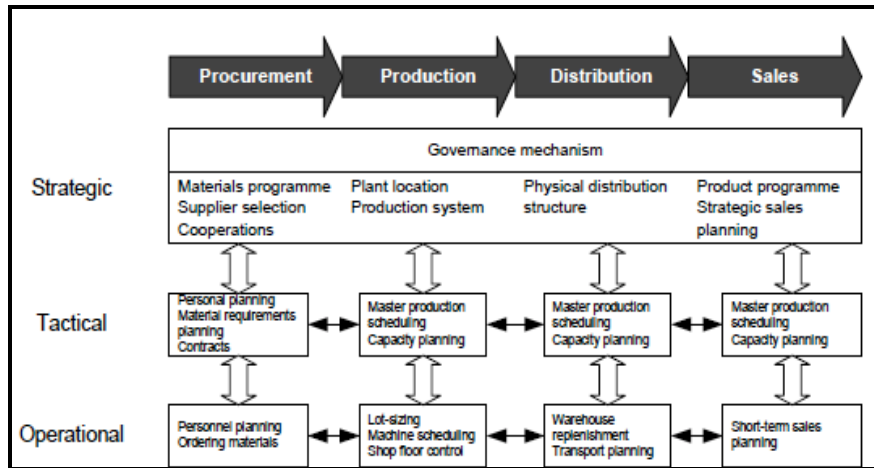 Procurement
Production
Distribution
Sales
Governance mechanism
Strategic
Materials programme
Supplier selection
Cooperations
Plant location
Production system
Physical distribution
structure
Product programme
Strategic sales
planning
Tactical
Personal planning
Material requirements
planning
Contracts
Master production
scheduling
Capacity planning
Master production
scheduling
Capacity planning
Master production
scheduling
Capacity planning
Operational
Personnel planning
Ordering materials
Lot-sizing
Machine scheduling
Shop floor control
Warehouse
replenishment
Transport planning
Short-term sales
planning